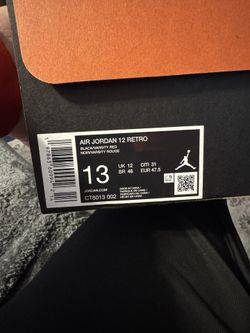 AIR JORDAN 12 RETRO
BLACK/VARSITY RED
NOIR/VARSITY ROUGE
13
UK 12 CM 31
BR 46 EUR 47.5
JORDAN.COM
CT8013 002